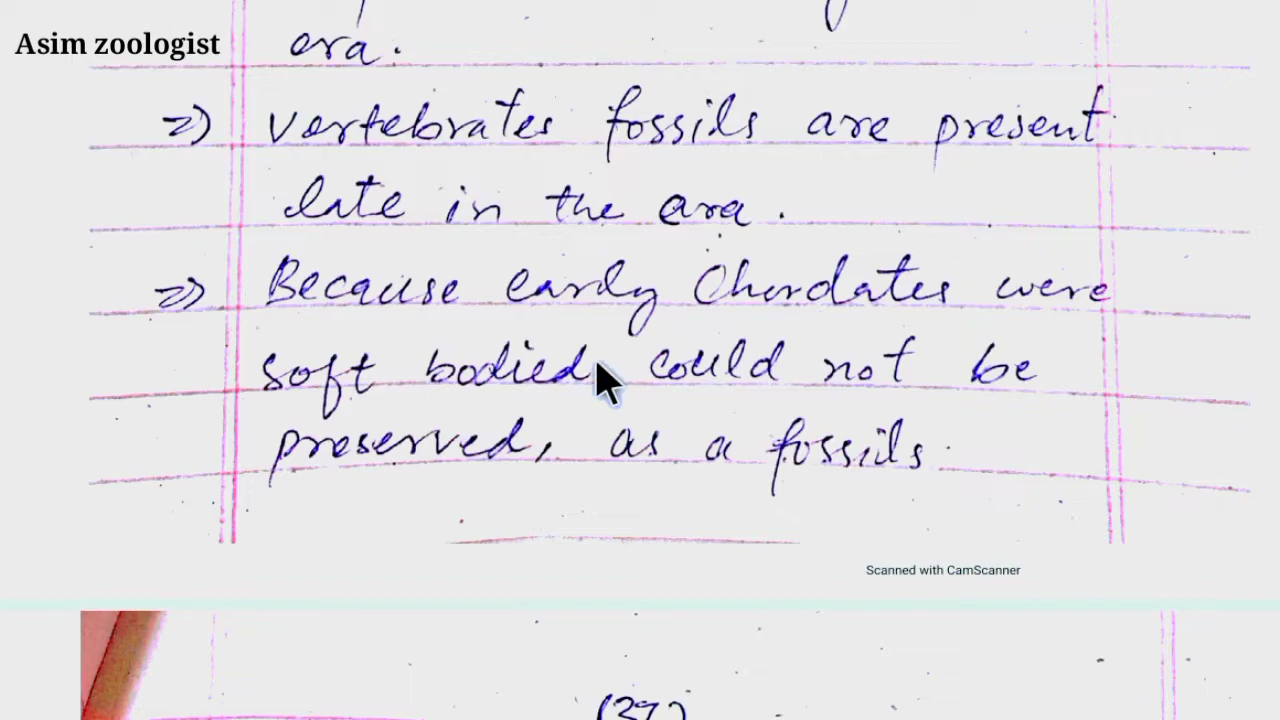 Asim zoologist
era.
=> Vertebrates fossils are present
late in the era.
=> Because early Chordates were
soft bodied, could not be
preserved, as a fossils.
Scanned with CamScanner
(37)